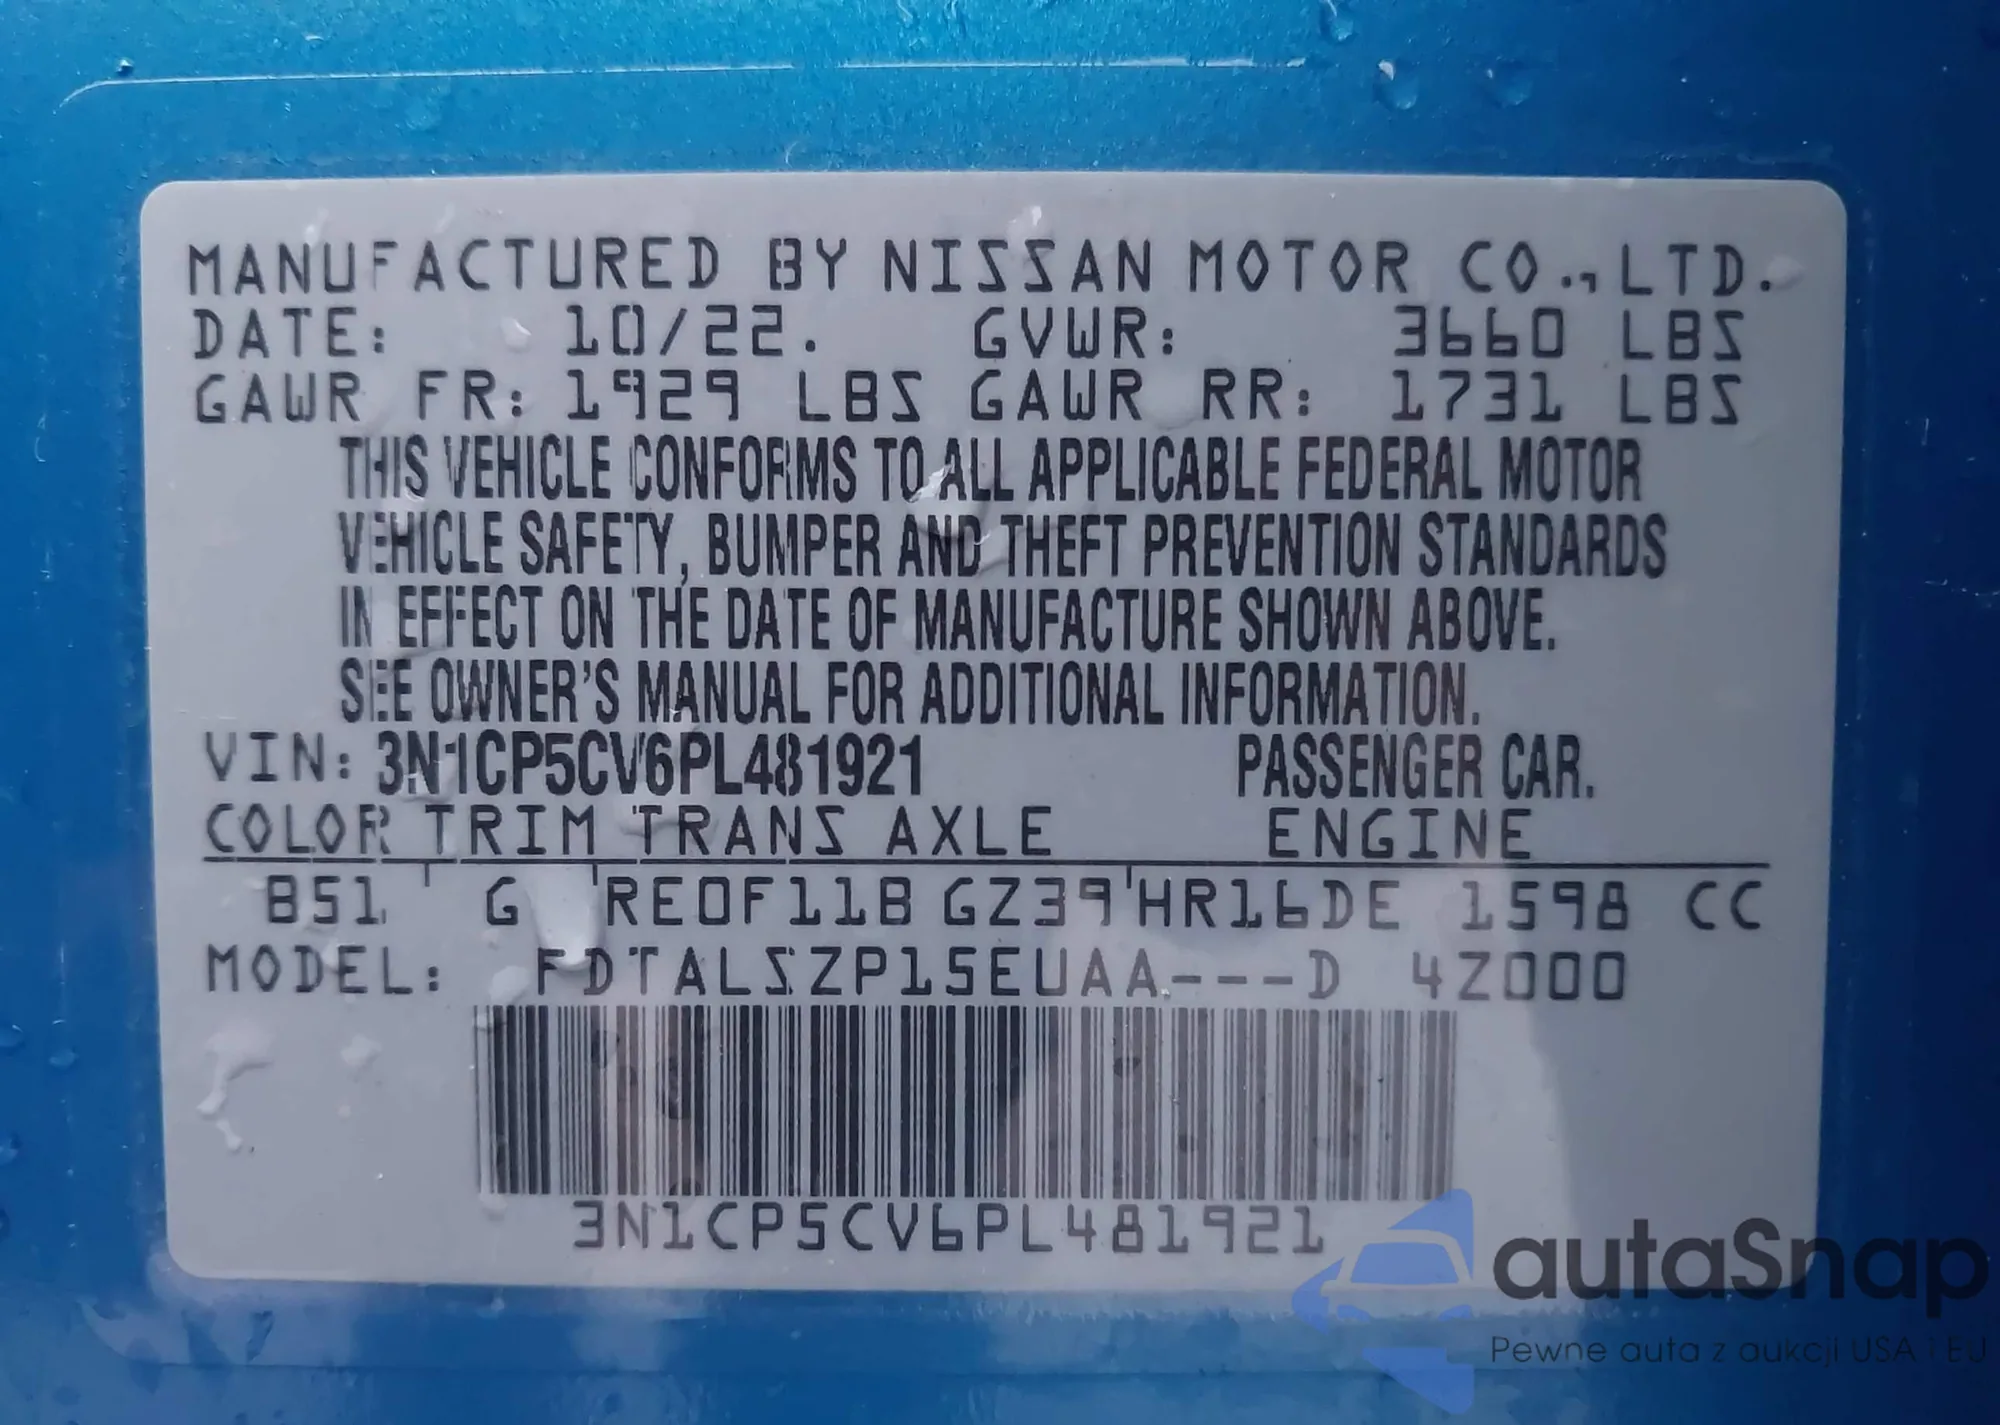 MANUFACTURED BY NISSAN MOTOR CO.,LTD.
DATE: 10/22. GVWR: 3660 LBS
GAWR FR: 1929 LBS GAWR RR: 1731 LBS
THIS VEHICLE CONFORMS TO ALL APPLICABLE FEDERAL MOTOR
VEHICLE SAFETY, BUMPER AND THEFT PREVENTION STANDARDS
IN EFFECT ON THE DATE OF MANUFACTURE SHOWN ABOVE.
SEE OWNER'S MANUAL FOR ADDITIONAL INFORMATION.
VIN: 3N1CP5CV6PL481921 PASSENGER CAR.
COLOR TRIM TRANS AXLE ENGINE
B51 G RE0F11B GZ39 HR16DE 1598 CC
MODEL: FDTALSZP15EUAA---D 4Z000
3N1CP5CV6PL481921
autaSnap
Pewne auta z aukcji USA i EU